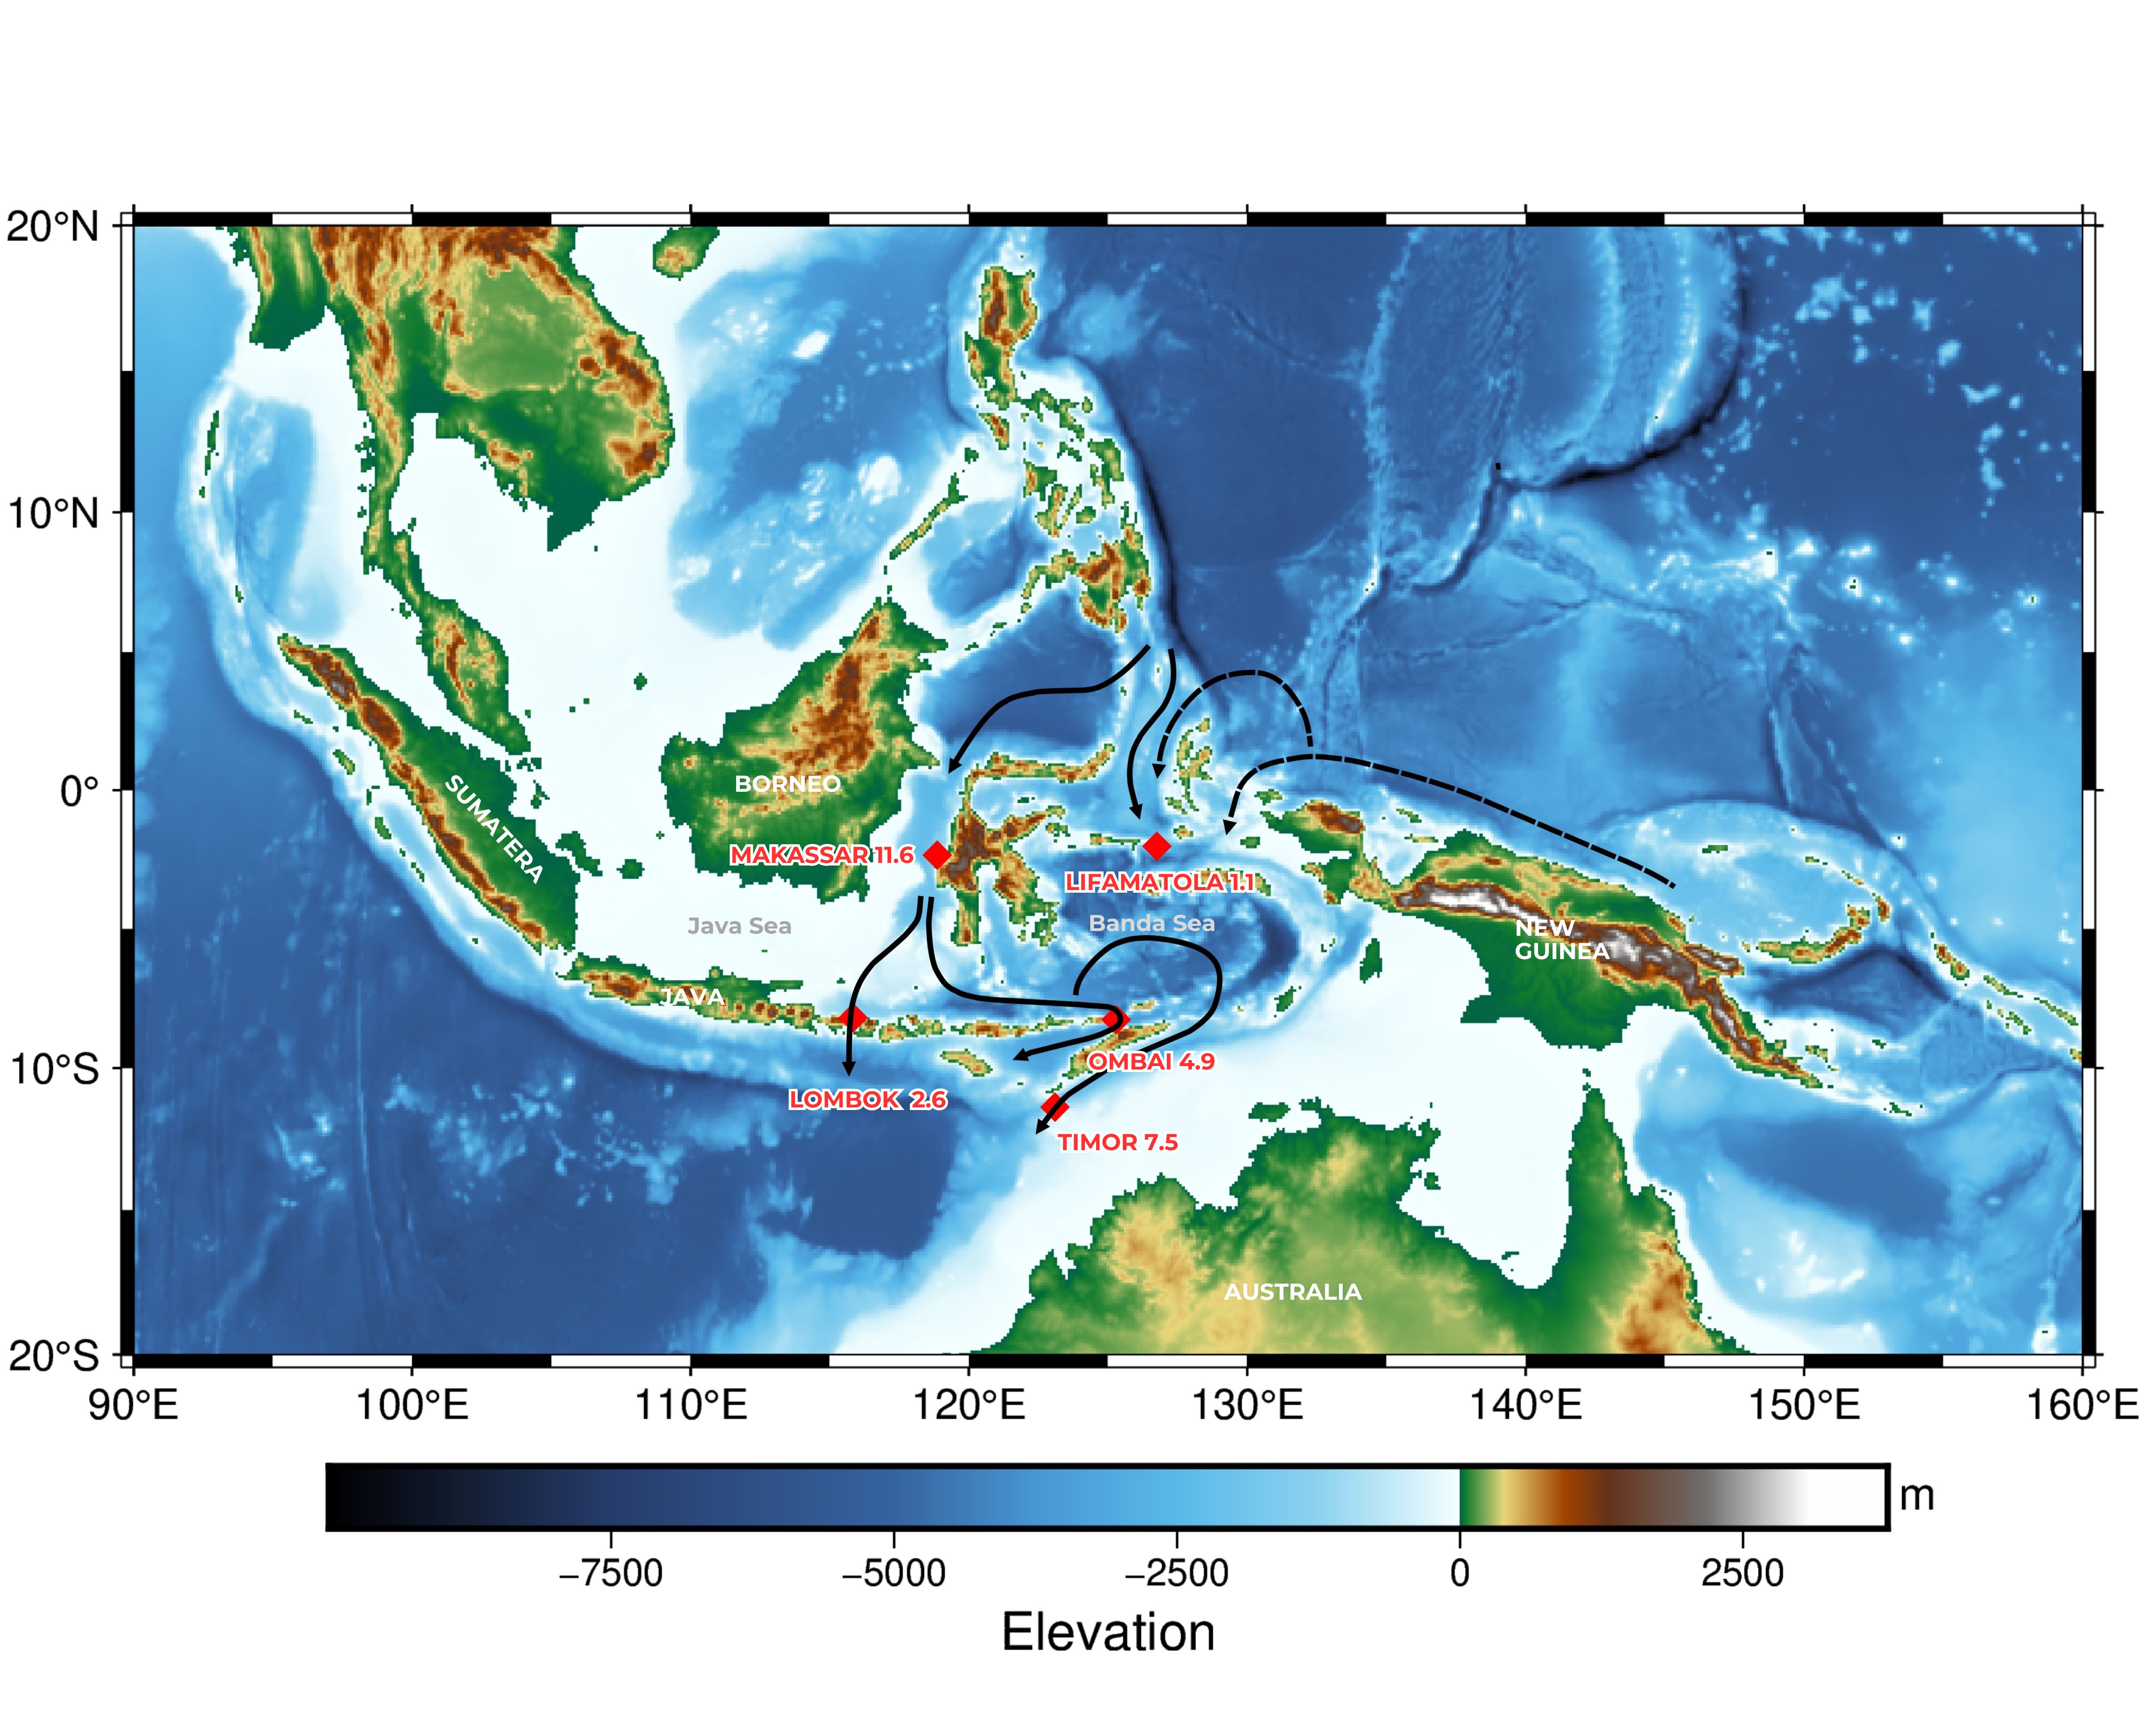 20°N
10°N
0°
10°S
20°S
BORNEO
SUMATERA
MAKASSAR 11.6
LIFAMATOLA 1.1
Java Sea
Banda Sea
NEW
GUINEA
JAVA
OMBAI 4.9
LOMBOK 2.6
TIMOR 7.5
AUSTRALIA
90°E 100°E 110°E 120°E 130°E 140°E 150°E 160°E
m
−7500 −5000 −2500 0 2500
Elevation